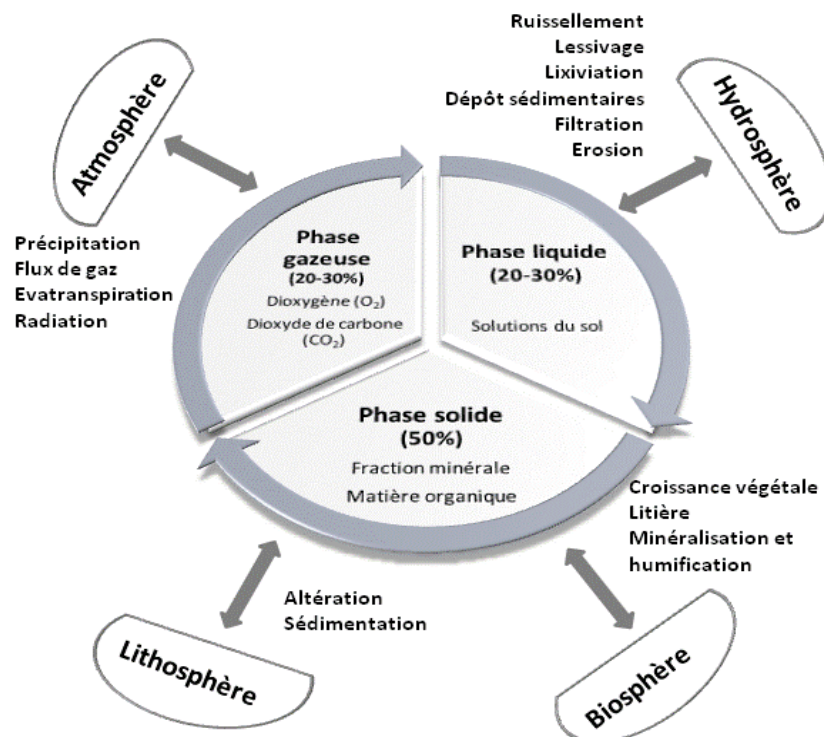 Ruissellement
Lessivage
Lixiviation
Dépôt sédimentaires
Filtration
Erosion
Atmosphère
Hydrosphère
Précipitation
Flux de gaz
Evatranspiration
Radiation
Phase
gazeuse
(20-30%)
Dioxygène (O₂)
Dioxyde de carbone
(CO₂)
Phase liquide
(20-30%)
Solutions du sol
Phase solide
(50%)
Fraction minérale
Matière organique
Croissance végétale
Litière
Minéralisation et
humification
Altération
Sédimentation
Lithosphère
Biosphère